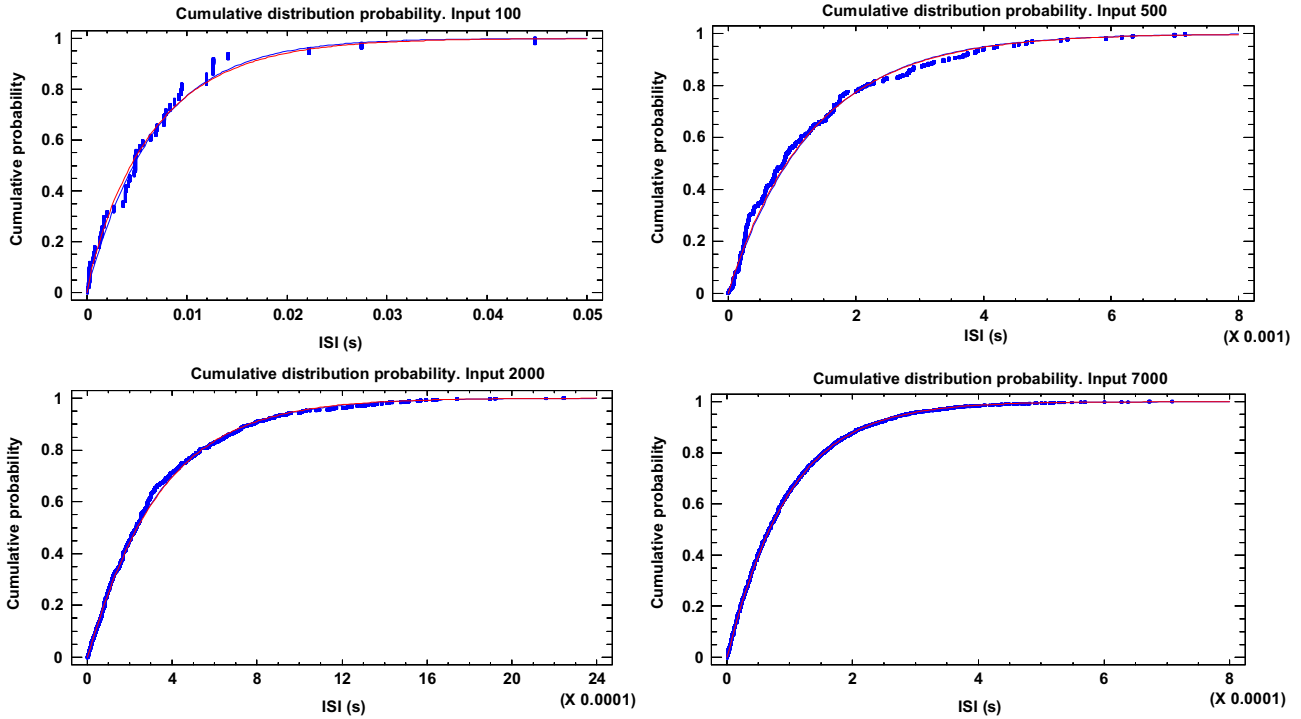 Cumulative distribution probability. Input 100
Cumulative probability
1
0.8
0.6
0.4
0.2
0
0 0.01 0.02 0.03 0.04 0.05
ISI (s)
Cumulative distribution probability. Input 500
Cumulative probability
1
0.8
0.6
0.4
0.2
0
0 2 4 6 8
ISI (s)
(X 0.001)
Cumulative distribution probability. Input 2000
Cumulative probability
1
0.8
0.6
0.4
0.2
0
0 4 8 12 16 20 24
ISI (s)
(X 0.0001)
Cumulative distribution probability. Input 7000
Cumulative probability
1
0.8
0.6
0.4
0.2
0
0 2 4 6 8
ISI (s)
(X 0.0001)